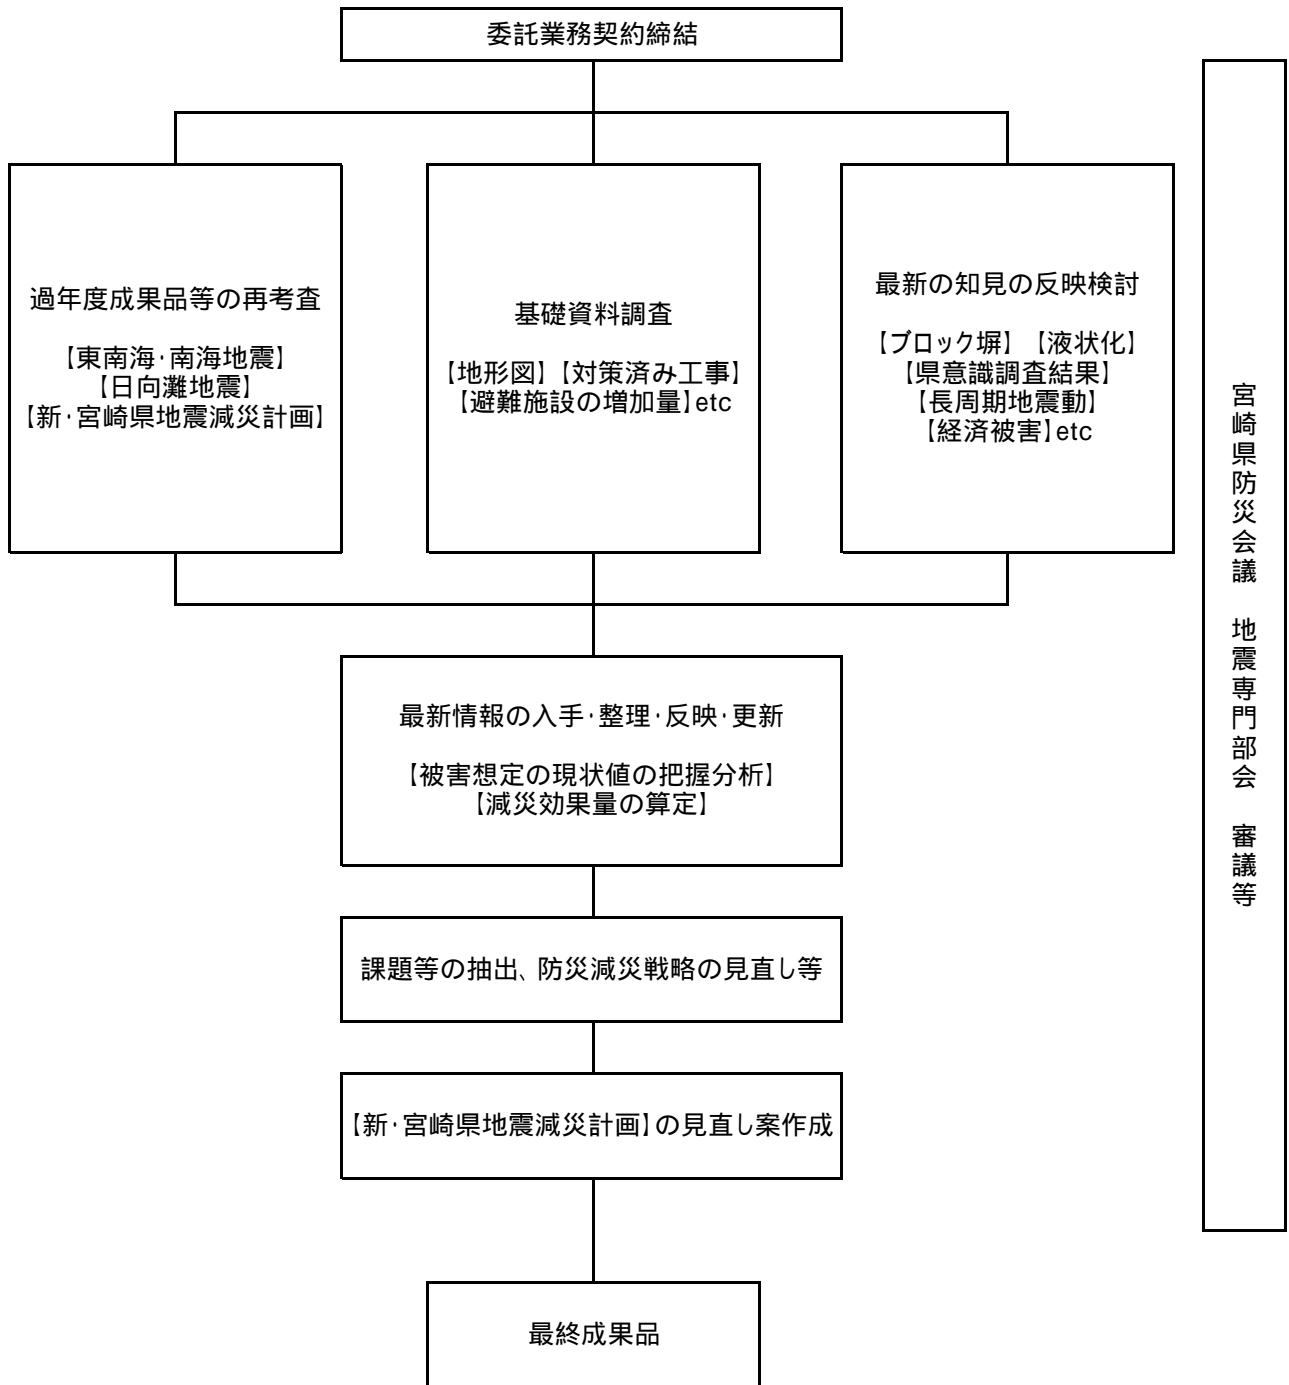 委託業務契約締結
過年度成果品等の再考査
【東南海・南海地震】
【日向灘地震】
【新・宮崎県地震減災計画】
基礎資料調査
【地形図】【対策済み工事】
【避難施設の増加量】etc
最新の知見の反映検討
【ブロック塀】【液状化】
【県意識調査結果】
【長周期地震動】
【経済被害】etc
最新情報の入手・整理・反映・更新
【被害想定の現状値の把握分析】
【減災効果量の算定】
課題等の抽出、防災減災戦略の見直し等
【新・宮崎県地震減災計画】の見直し案作成
最終成果品
宮崎県防災会議　地震専門部会　審議等